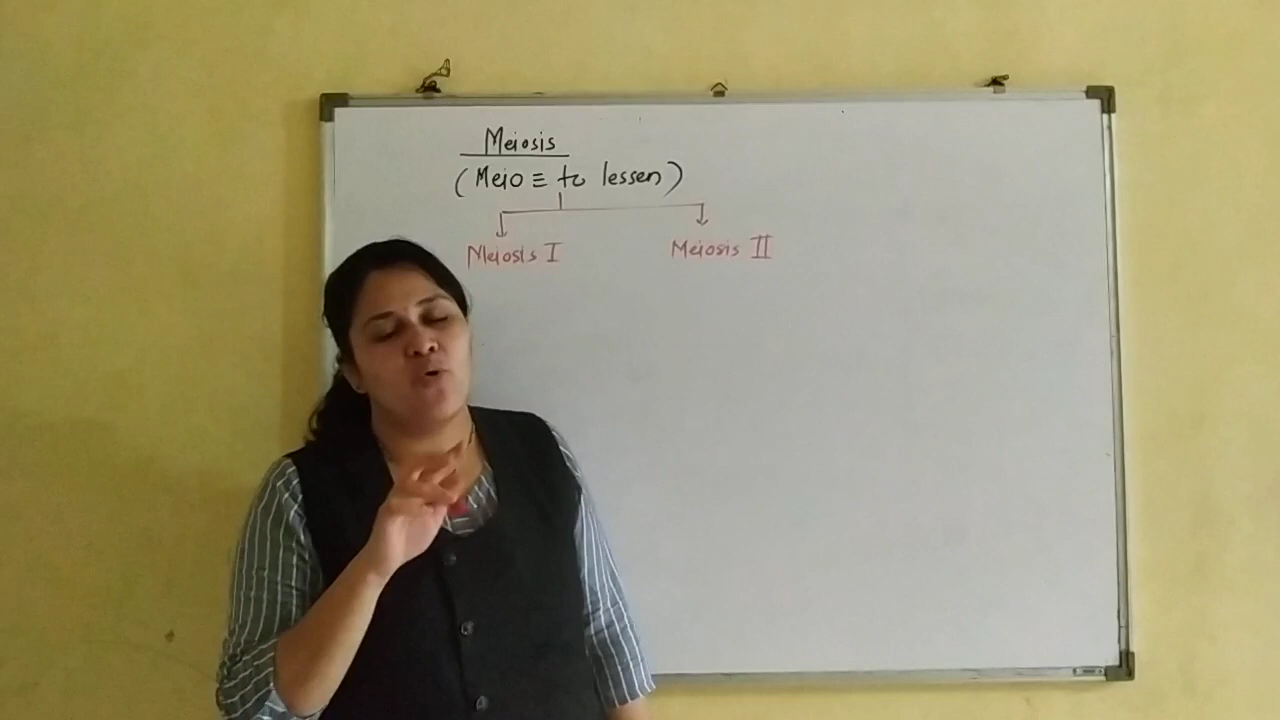 Meiosis
(Meio ≡ to lessen)
Meiosis I Meiosis II